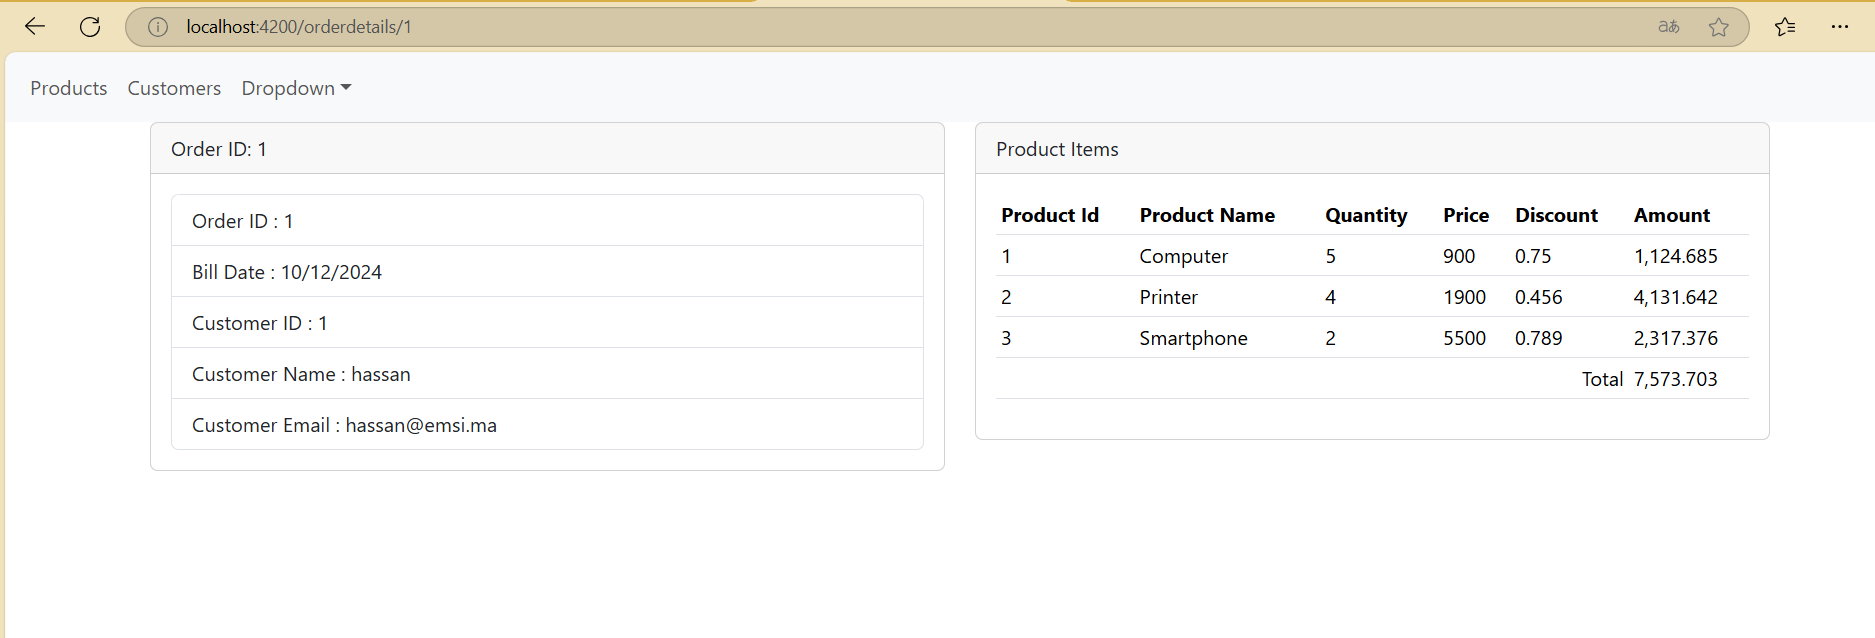 localhost:4200/orderdetails/1
Products Customers Dropdown
Order ID: 1
Order ID : 1
Bill Date : 10/12/2024
Customer ID : 1
Customer Name : hassan
Customer Email : hassan@emsi.ma
Product Items
Product Id Product Name Quantity Price Discount Amount
1 Computer 5 900 0.75 1,124.685
2 Printer 4 1900 0.456 4,131.642
3 Smartphone 2 5500 0.789 2,317.376
Total 7,573.703